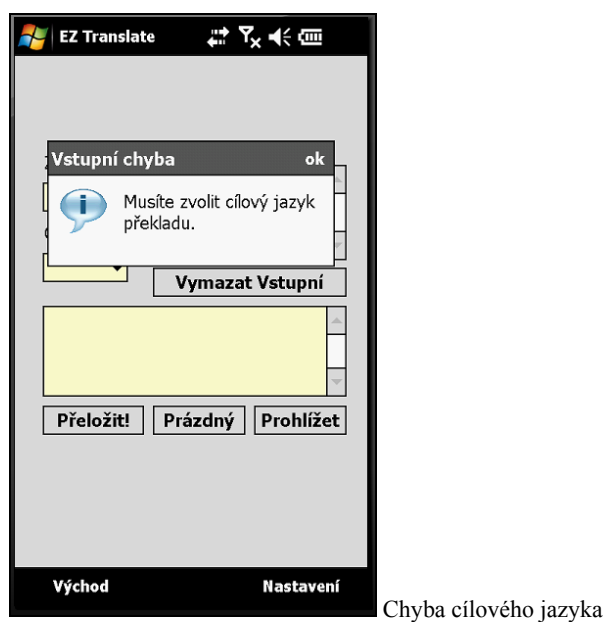 EZ Translate
Vstupní chyba ok
Musíte zvolit cílový jazyk
překladu.
Vymazat Vstupní
Přeložit! Prázdný Prohlížet
Východ Nastavení
Chyba cílového jazyka